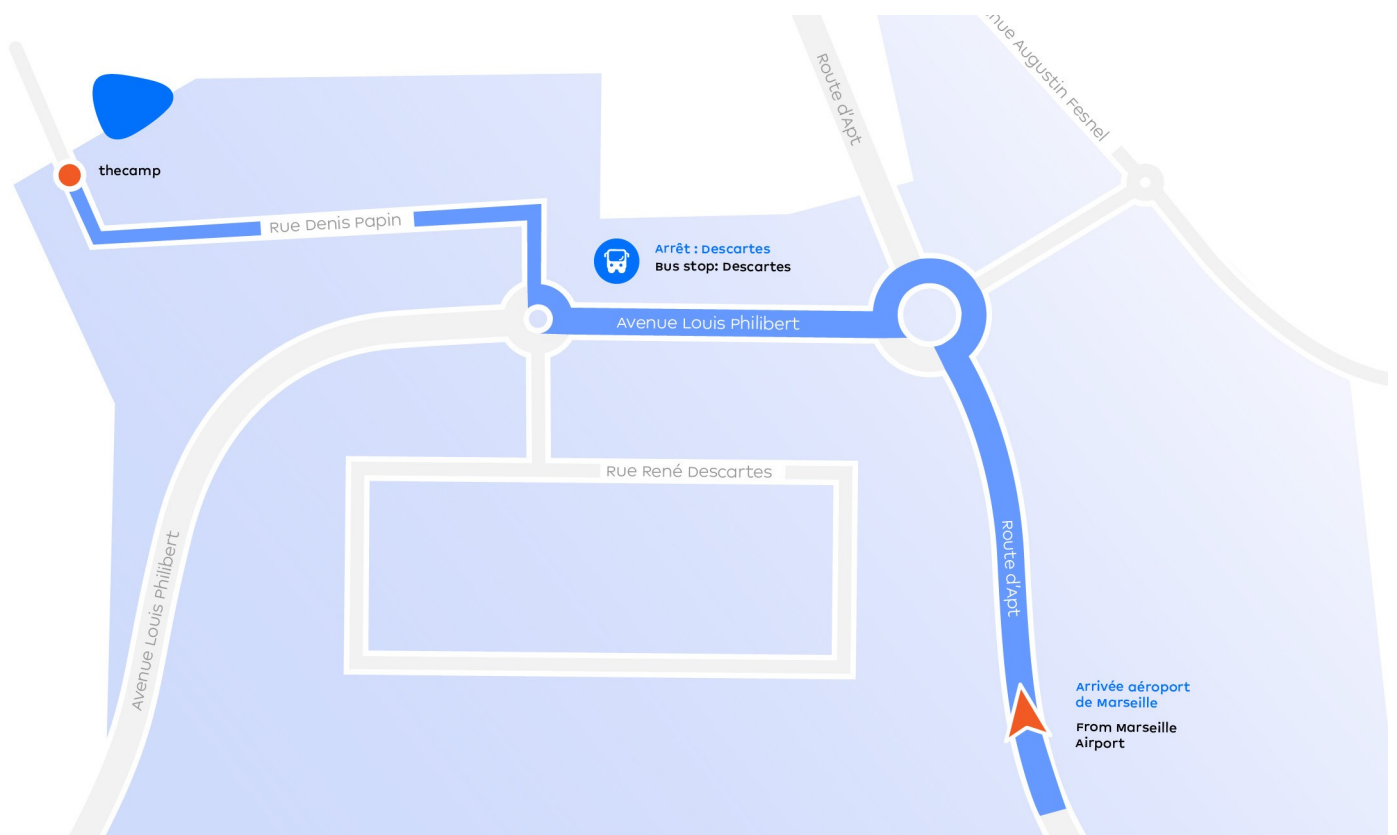 nue Augustin Fesnel
Route d'Apt
thecamp
Rue Denis Papin
Arrêt : Descartes
Bus stop: Descartes
Avenue Louis Philibert
Rue René Descartes
Route d'Apt
Avenue Louis Philibert
Arrivée aéroport
de Marseille
From Marseille
Airport